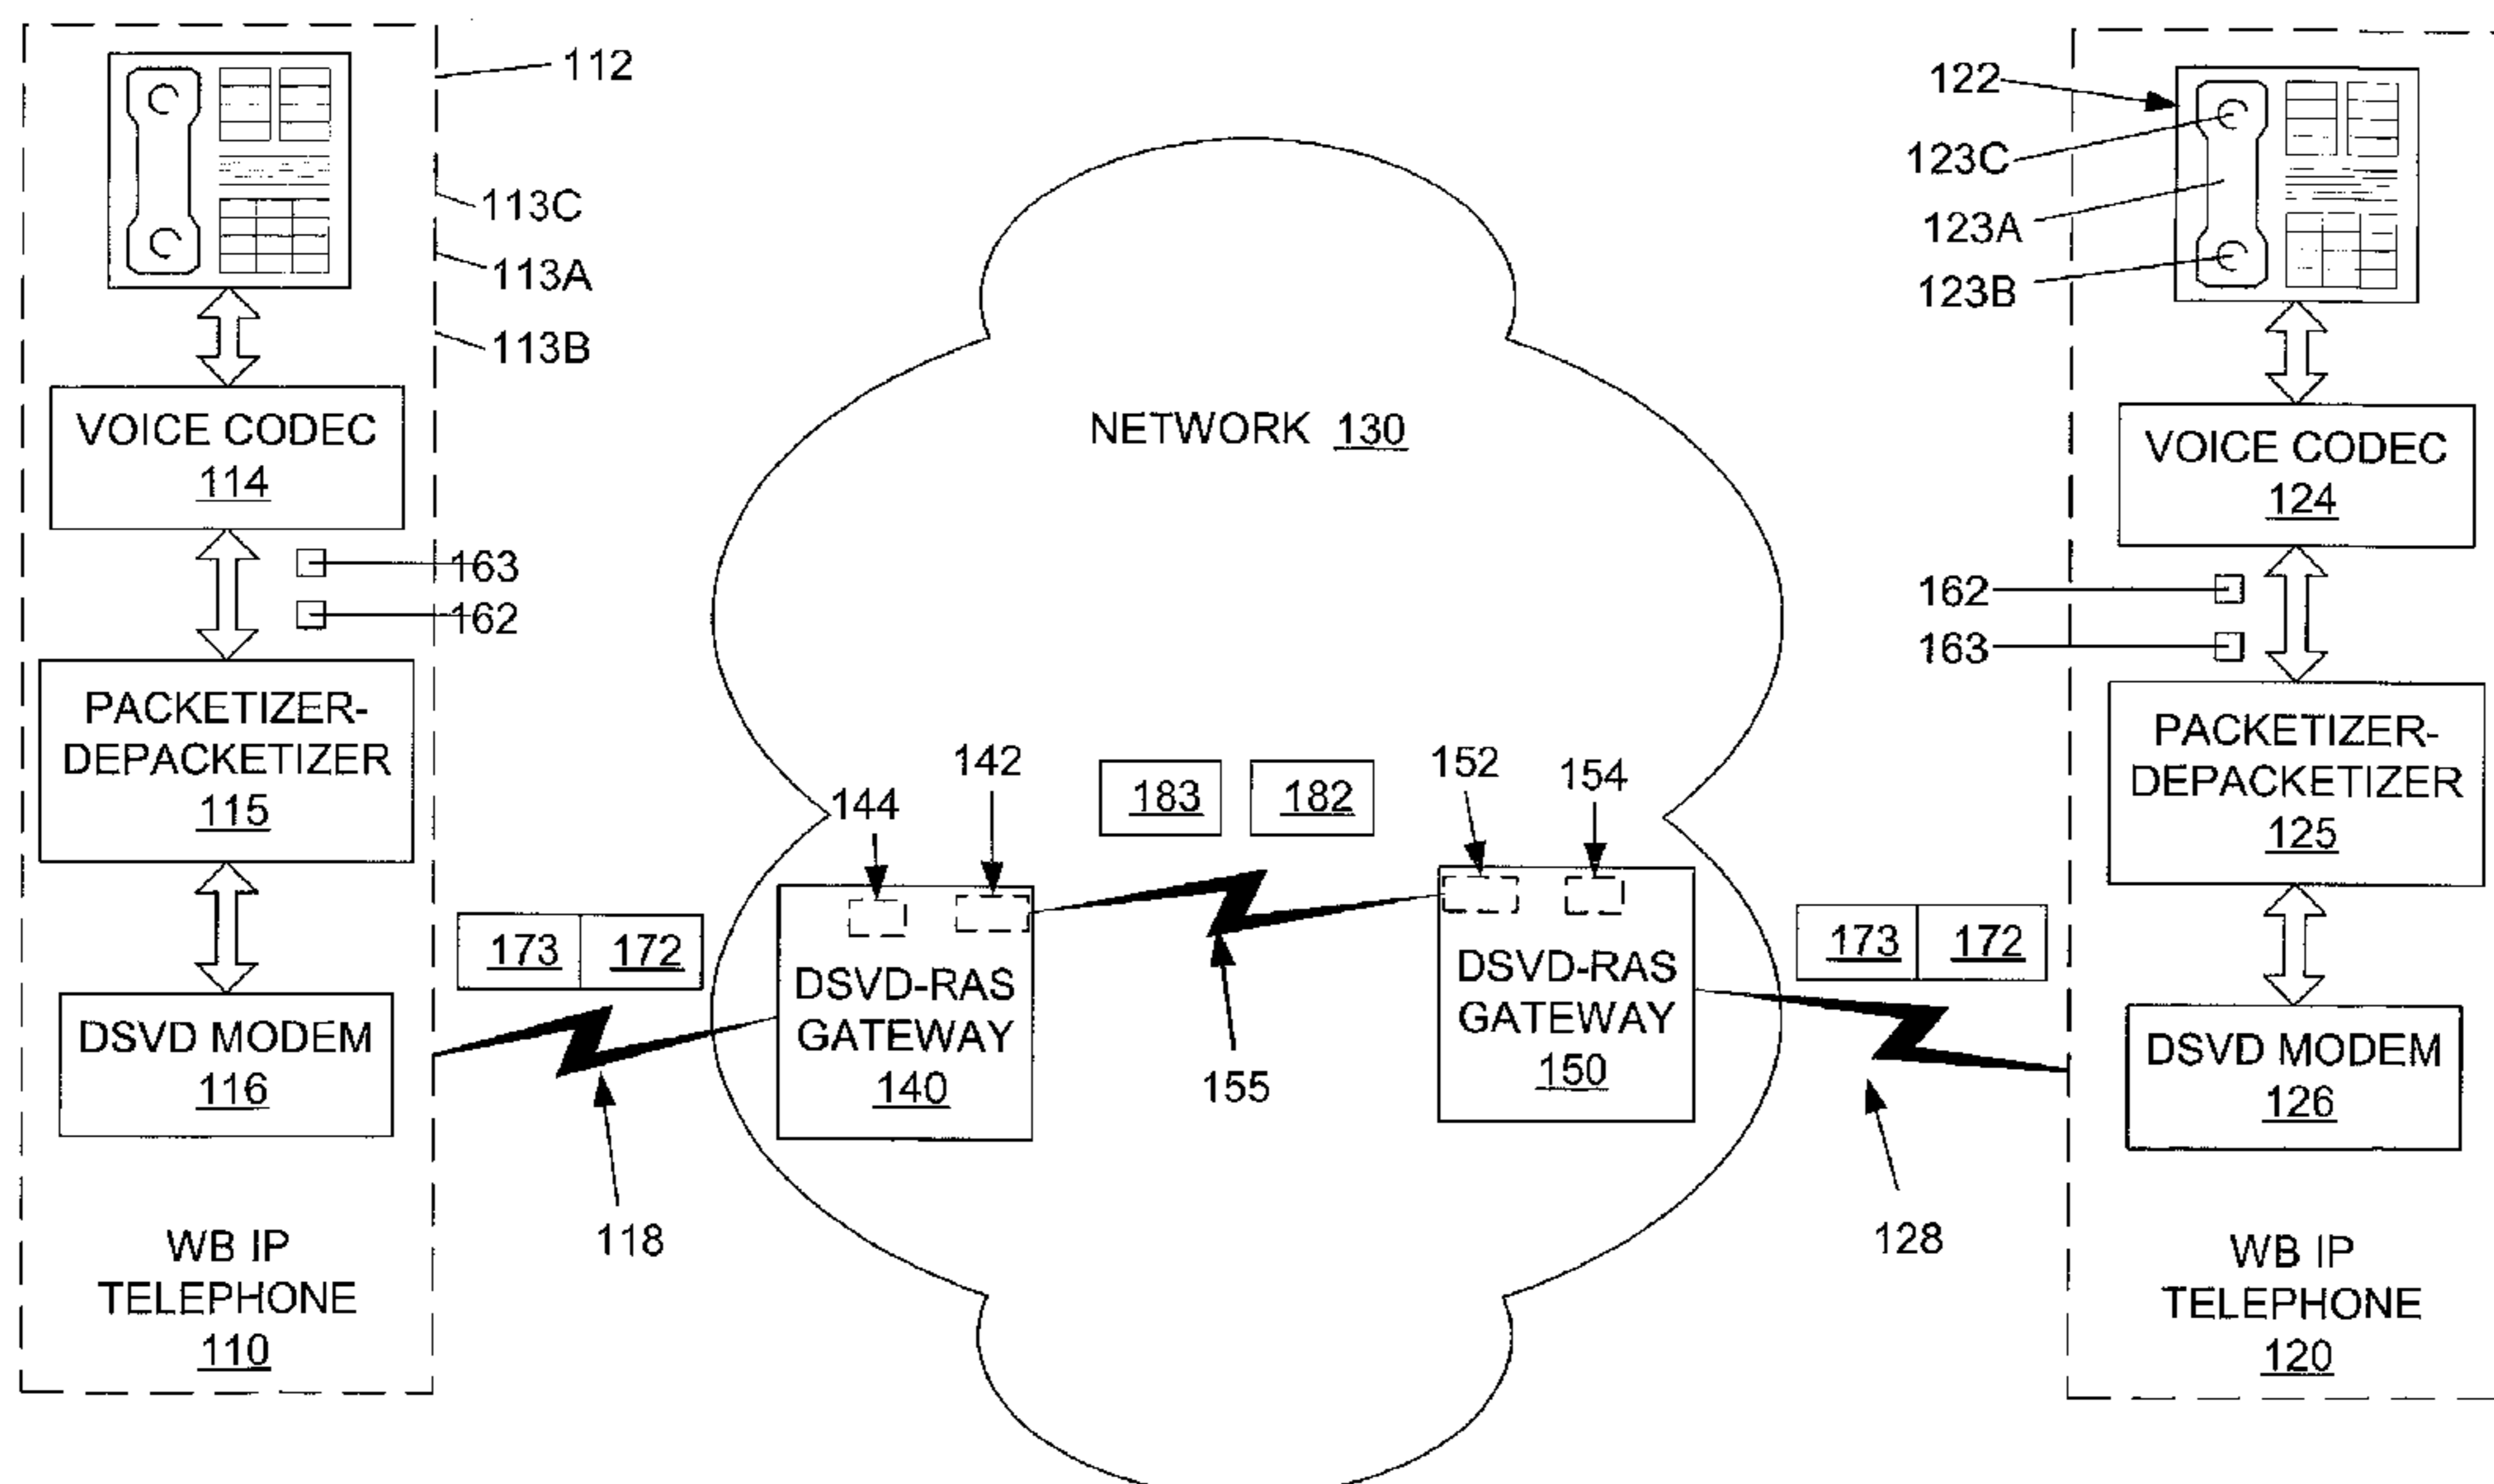 112
113C
113A
113B
VOICE CODEC
114
163
162
PACKETIZER-
DEPACKETIZER
115
DSVD MODEM
116
WB IP
TELEPHONE
110
173 172
118
NETWORK 130
144
142
183 182
152
154
DSVD-RAS
GATEWAY
140
155
DSVD-RAS
GATEWAY
150
173 172
128
122
123C
123A
123B
VOICE CODEC
124
162
163
PACKETIZER-
DEPACKETIZER
125
DSVD MODEM
126
WB IP
TELEPHONE
120